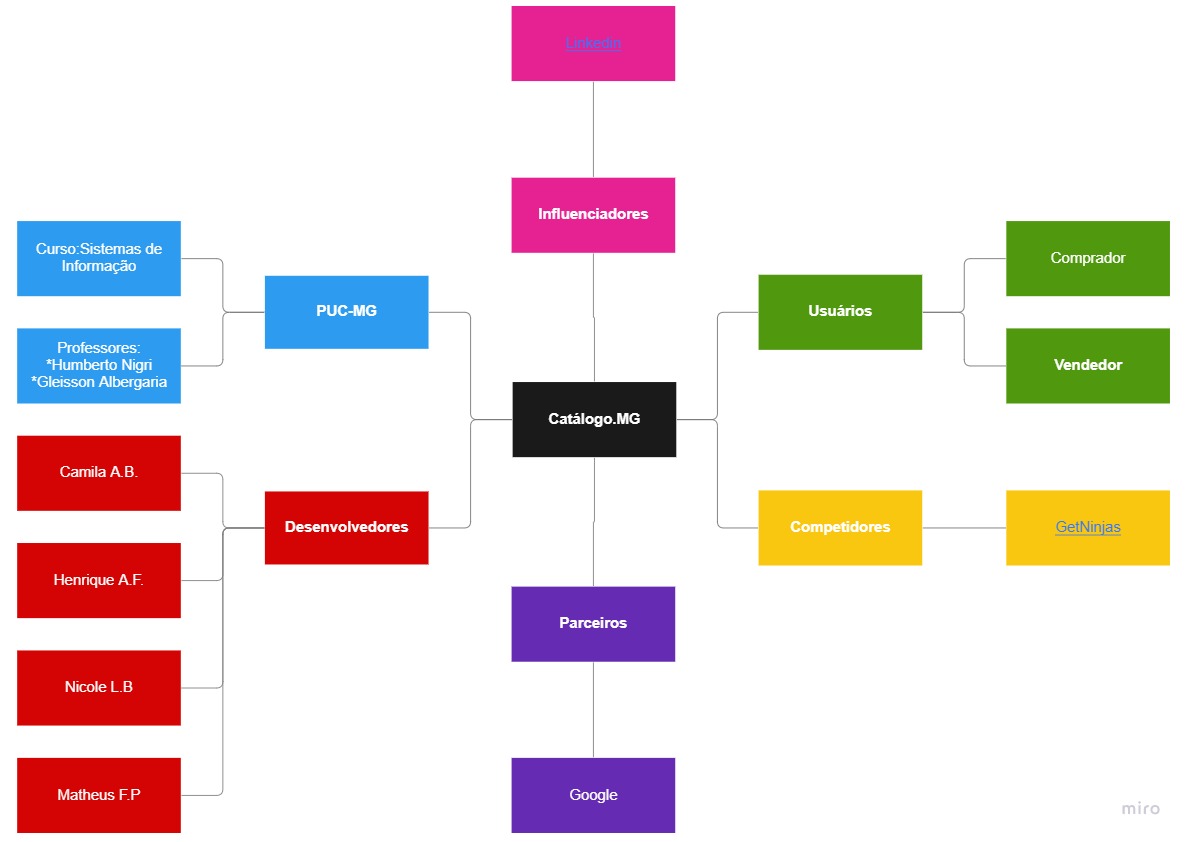 Linkedin
Influenciadores
Curso:Sistemas de
Informação
Professores:
*Humberto Nigri
*Gleisson Albergaria
PUC-MG
Usuários
Comprador
Vendedor
Catálogo.MG
Camila A.B.
Henrique A.F.
Nicole L.B
Matheus F.P
Desenvolvedores
Competidores
GetNinjas
Parceiros
Google
miro